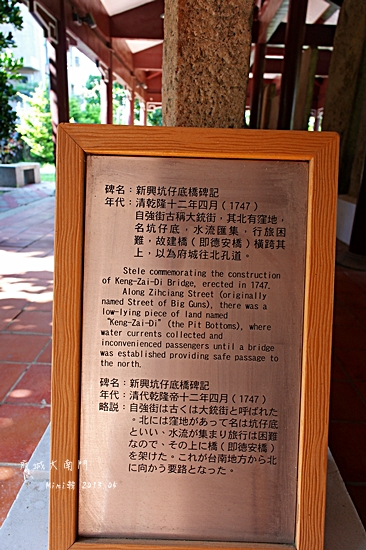 碑名：新興坑仔底橋碑記
年代：清乾隆十二年四月（1747）
自強街古稱大銃街，其北有窪地，
名坑仔底，水流匯集，行旅困
難，故建橋（即德安橋）橫跨其
上，以為府城往北孔道。
Stele commemorating the construction
of Keng-Zai-Di Bridge, erected in 1747.
Along Zihciang Street (originally
named Street of Big Guns), there was a
low-lying piece of land named
"Keng-Zai-Di" (the Pit Bottoms), where
water currents collected and
inconvenienced passengers until a bridge
was established providing safe passage to
the north.
碑名：新興坑仔底橋碑記
年代：清代乾隆帝十二年四月（1747）
略説：自強街は古くは大銃街と呼ばれた
。北には窪地があって名は坑仔底
といい、水流が集まり旅行は困難
なので、その上に橋（即德安橋）
を架けた。これが台南地方から北
に向かう要路となった。
府城大南門